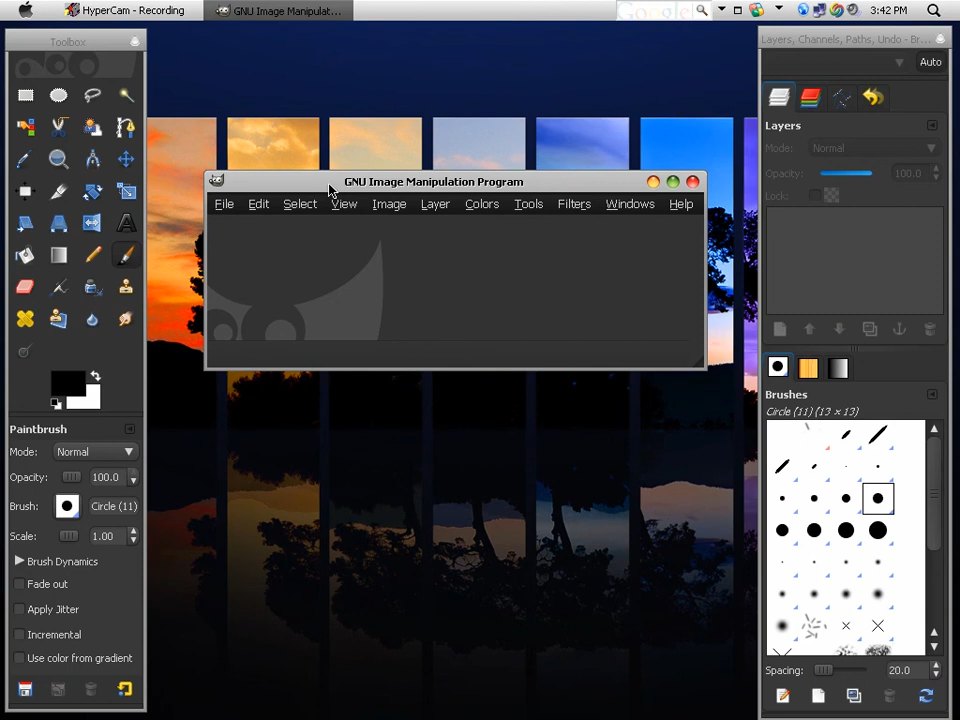 HyperCam - Recording
GNU Image Manipulat...
Google
3:42 PM
Toolbox
Layers, Channels, Paths, Undo - Br...
Auto
GNU Image Manipulation Program
File Edit Select View Image Layer Colors Tools Filters Windows Help
Layers
Mode: Normal
Opacity: 100.0
Lock:
Brushes
Circle (11) (13 × 13)
Spacing: 20.0
Paintbrush
Mode: Normal
Opacity: 100.0
Brush: Circle (11)
Scale: 1.00
Brush Dynamics
Fade out
Apply Jitter
Incremental
Use color from gradient